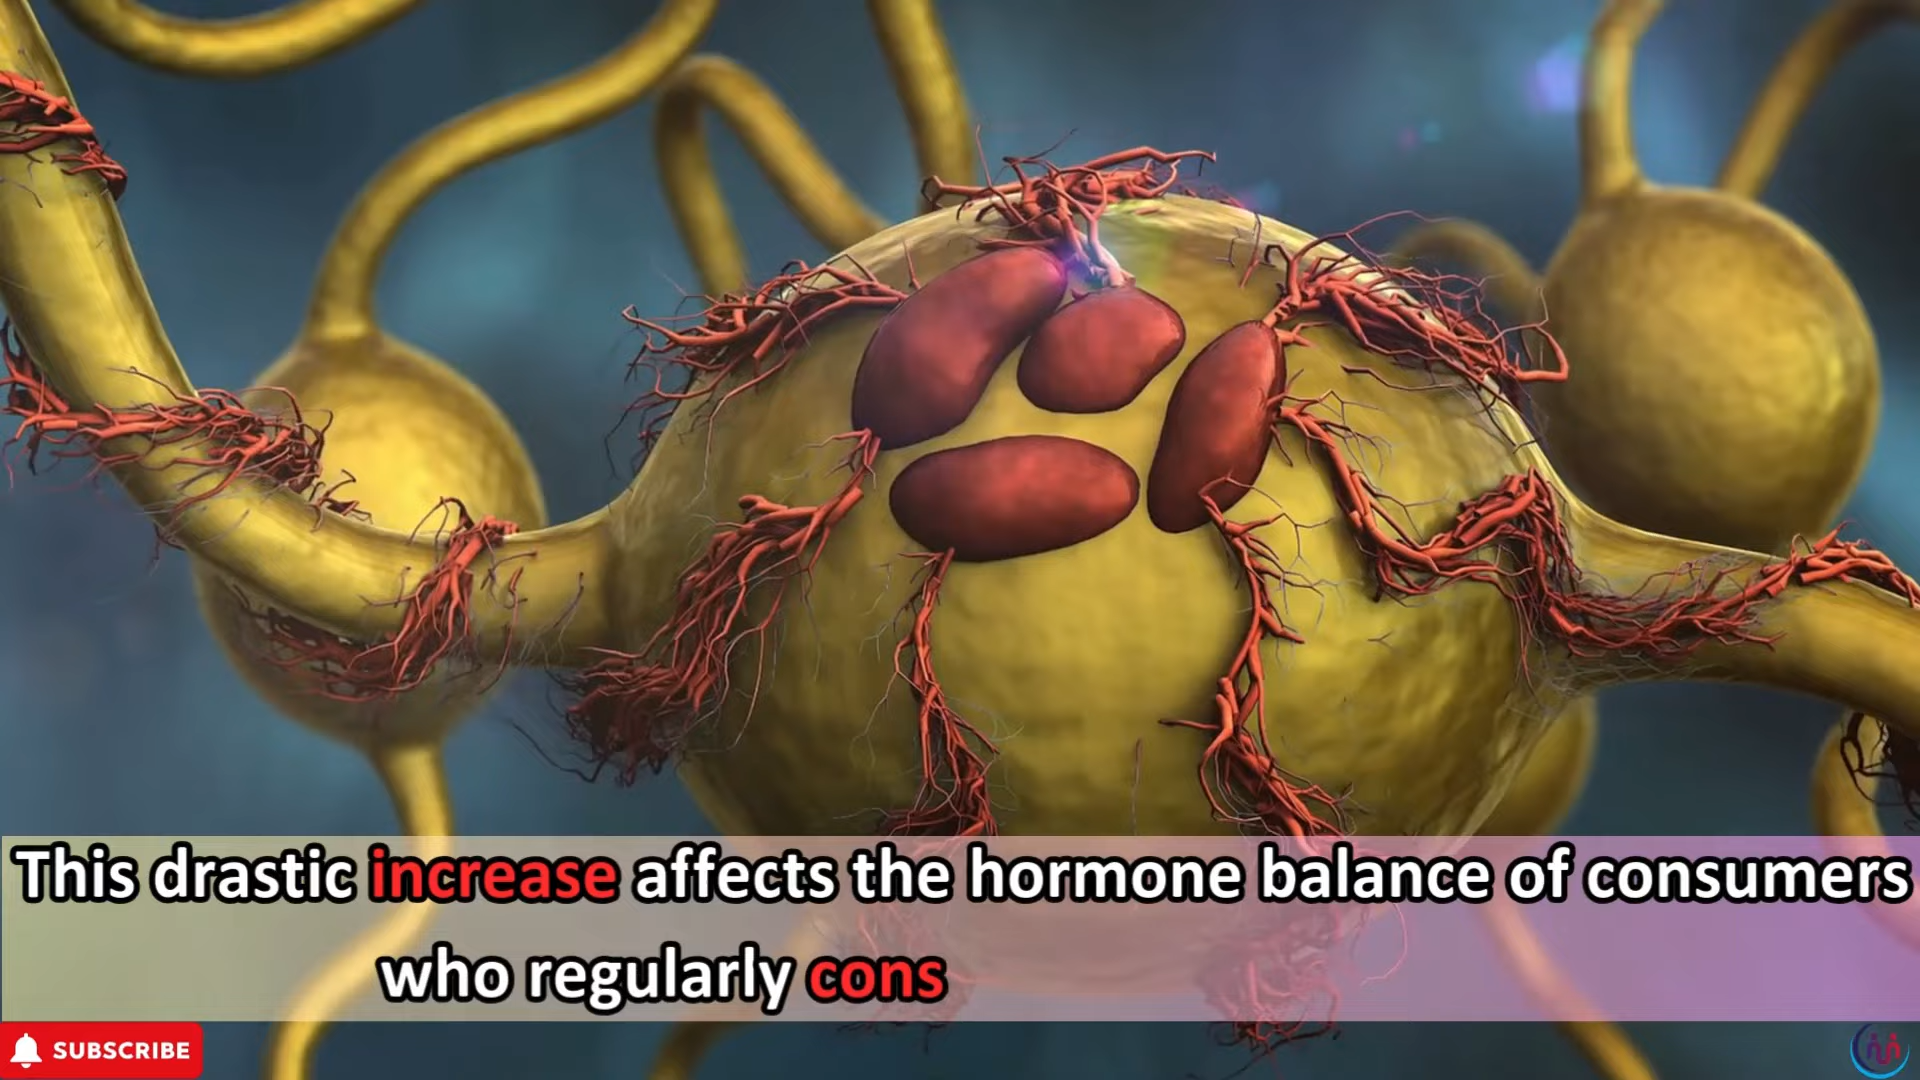 This drastic increase affects the hormone balance of consumers
who regularly cons
SUBSCRIBE